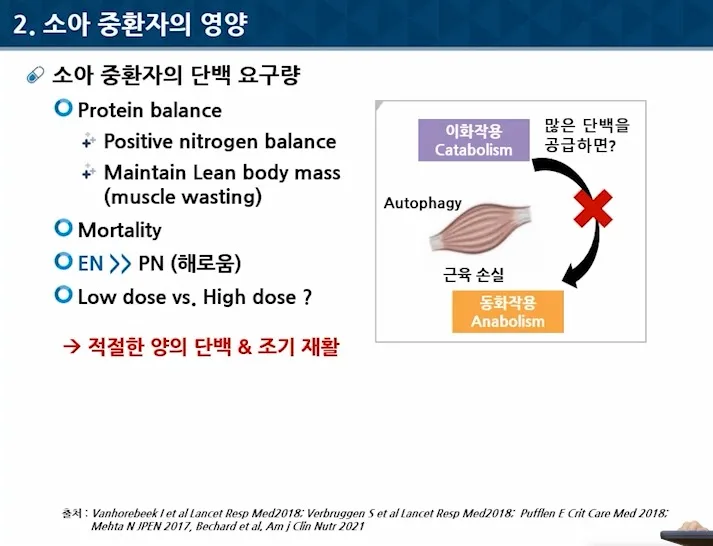 2. 소아 중환자의 영양
소아 중환자의 단백 요구량
Protein balance
Positive nitrogen balance
Maintain Lean body mass
(muscle wasting)
Mortality
EN >> PN (해로움)
Low dose vs. High dose ?
→ 적절한 양의 단백 & 조기 재활
이화작용
Catabolism
많은 단백을
공급하면?
Autophagy
근육 손실
동화작용
Anabolism
출처 : Vanhorebeek I et al Lancet Resp Med2018; Verbruggen S et al Lancet Resp Med2018; Pufflen E Crit Care Med 2018;
Mehta N JPEN 2017, Bechard et al, Am j Clin Nutr 2021